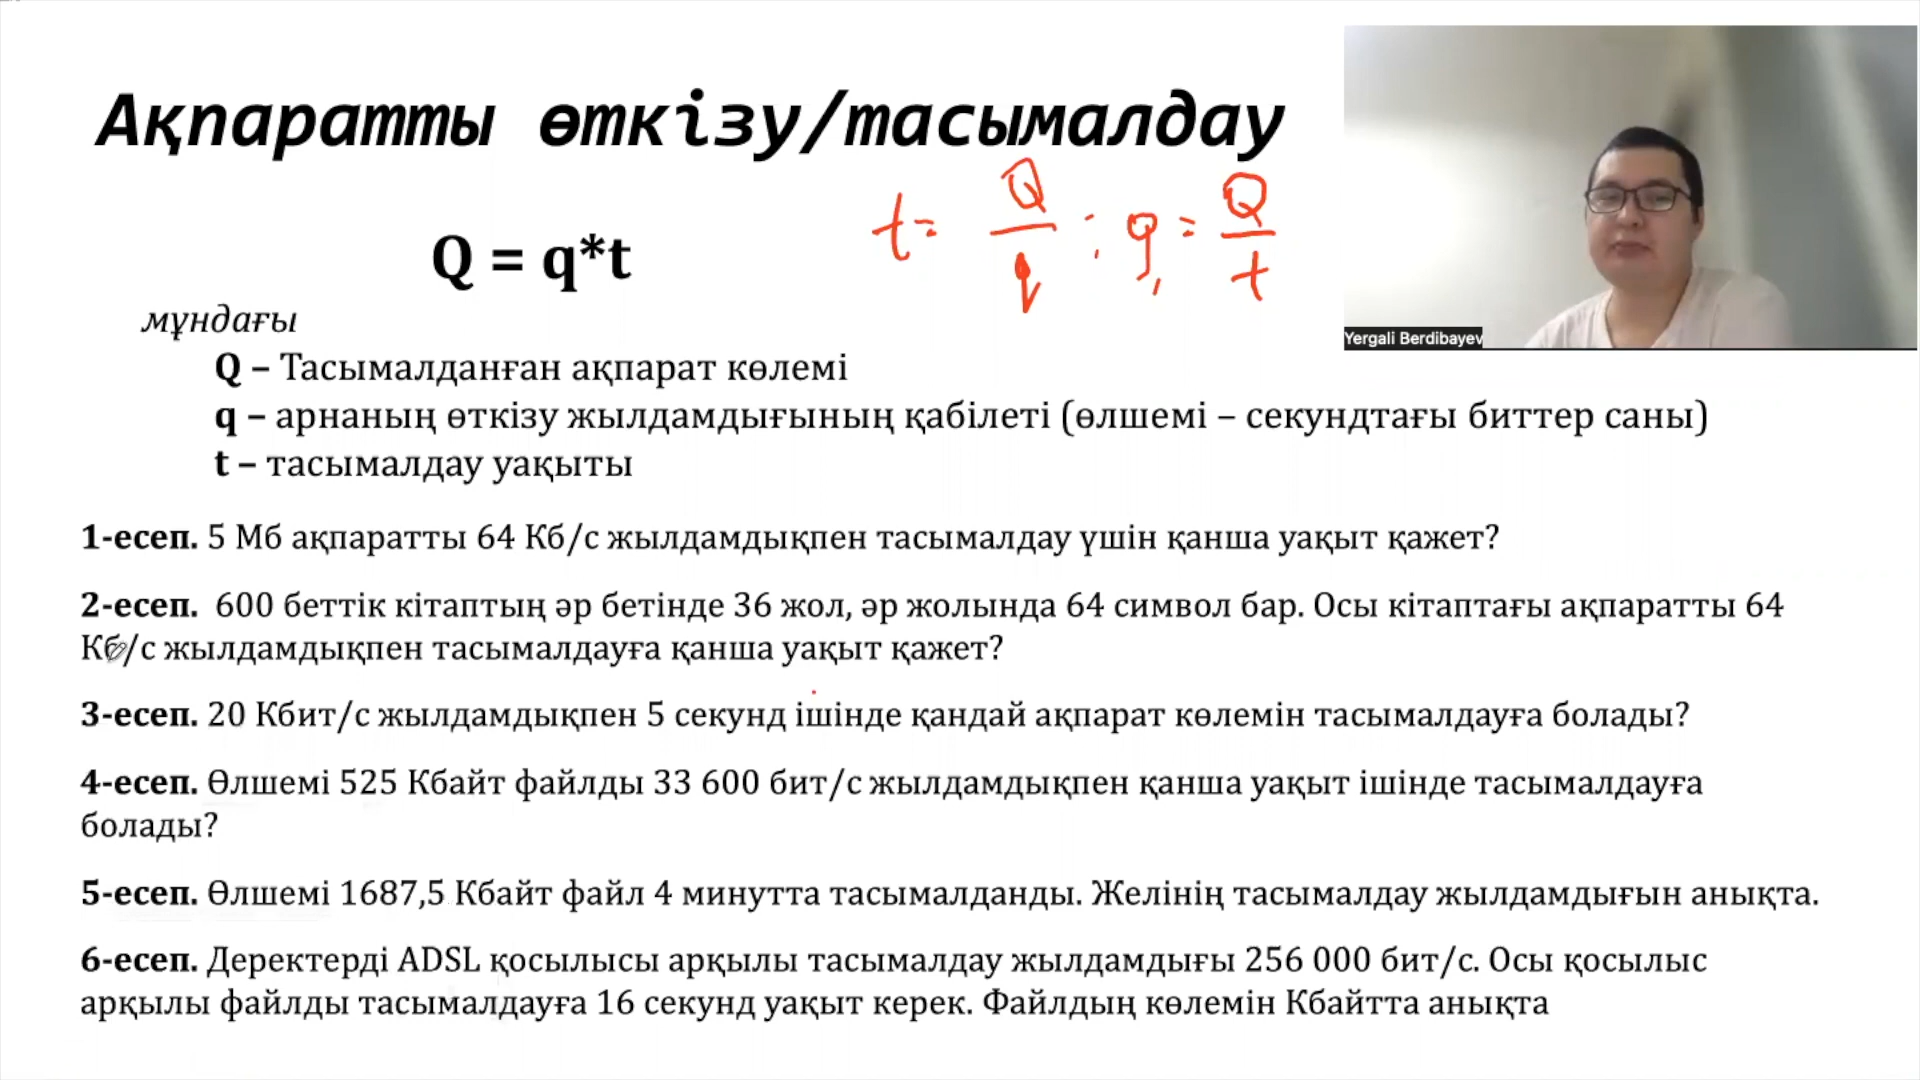 Ақпаратты өткізу/тасымалдау
t = Q/q ; q = Q/t
Q = q*t
Yergali Berdibayev
мұндағы
Q – Тасымалданған ақпарат көлемі
q – арнаның өткізу жылдамдығының қабілеті (өлшемі – секундтағы биттер саны)
t – тасымалдау уақыты
1-есеп. 5 Мб ақпаратты 64 Кб/с жылдамдықпен тасымалдау үшін қанша уақыт қажет?
2-есеп. 600 беттік кітаптың әр бетінде 36 жол, әр жолында 64 символ бар. Осы кітаптағы ақпаратты 64
Кб/с жылдамдықпен тасымалдауға қанша уақыт қажет?
3-есеп. 20 Кбит/с жылдамдықпен 5 секунд ішінде қандай ақпарат көлемін тасымалдауға болады?
4-есеп. Өлшемі 525 Кбайт файлды 33 600 бит/с жылдамдықпен қанша уақыт ішінде тасымалдауға
болады?
5-есеп. Өлшемі 1687,5 Кбайт файл 4 минутта тасымалданды. Желінің тасымалдау жылдамдығын анықта.
6-есеп. Деректерді ADSL қосылысы арқылы тасымалдау жылдамдығы 256 000 бит/с. Осы қосылыс
арқылы файлды тасымалдауға 16 секунд уақыт керек. Файлдың көлемін Кбайтта анықта